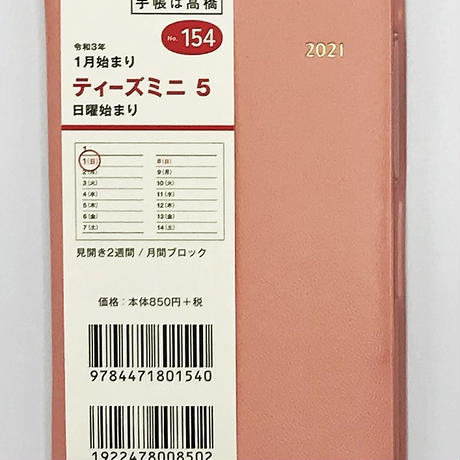 手帳は高橋
No. 154
令和3年
1月始まり
ティーズミニ 5
日曜始まり
2021
1
1(日) 8(日)
2(月) 9(月)
3(火) 10(火)
4(水) 11(水)
5(木) 12(木)
6(金) 13(金)
7(土) 14(土)
見開き2週間 / 月間ブロック
価格：本体850円＋税
9784471801540
1922478008502